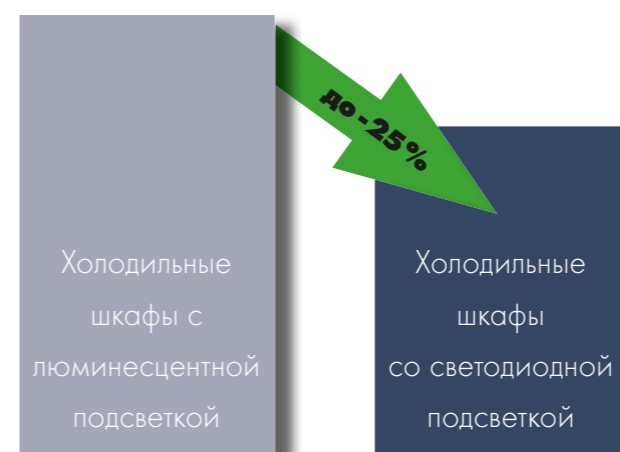 до -25%
Холодильные
шкафы с
люминесцентной
подсветкой
Холодильные
шкафы
со светодиодной
подсветкой